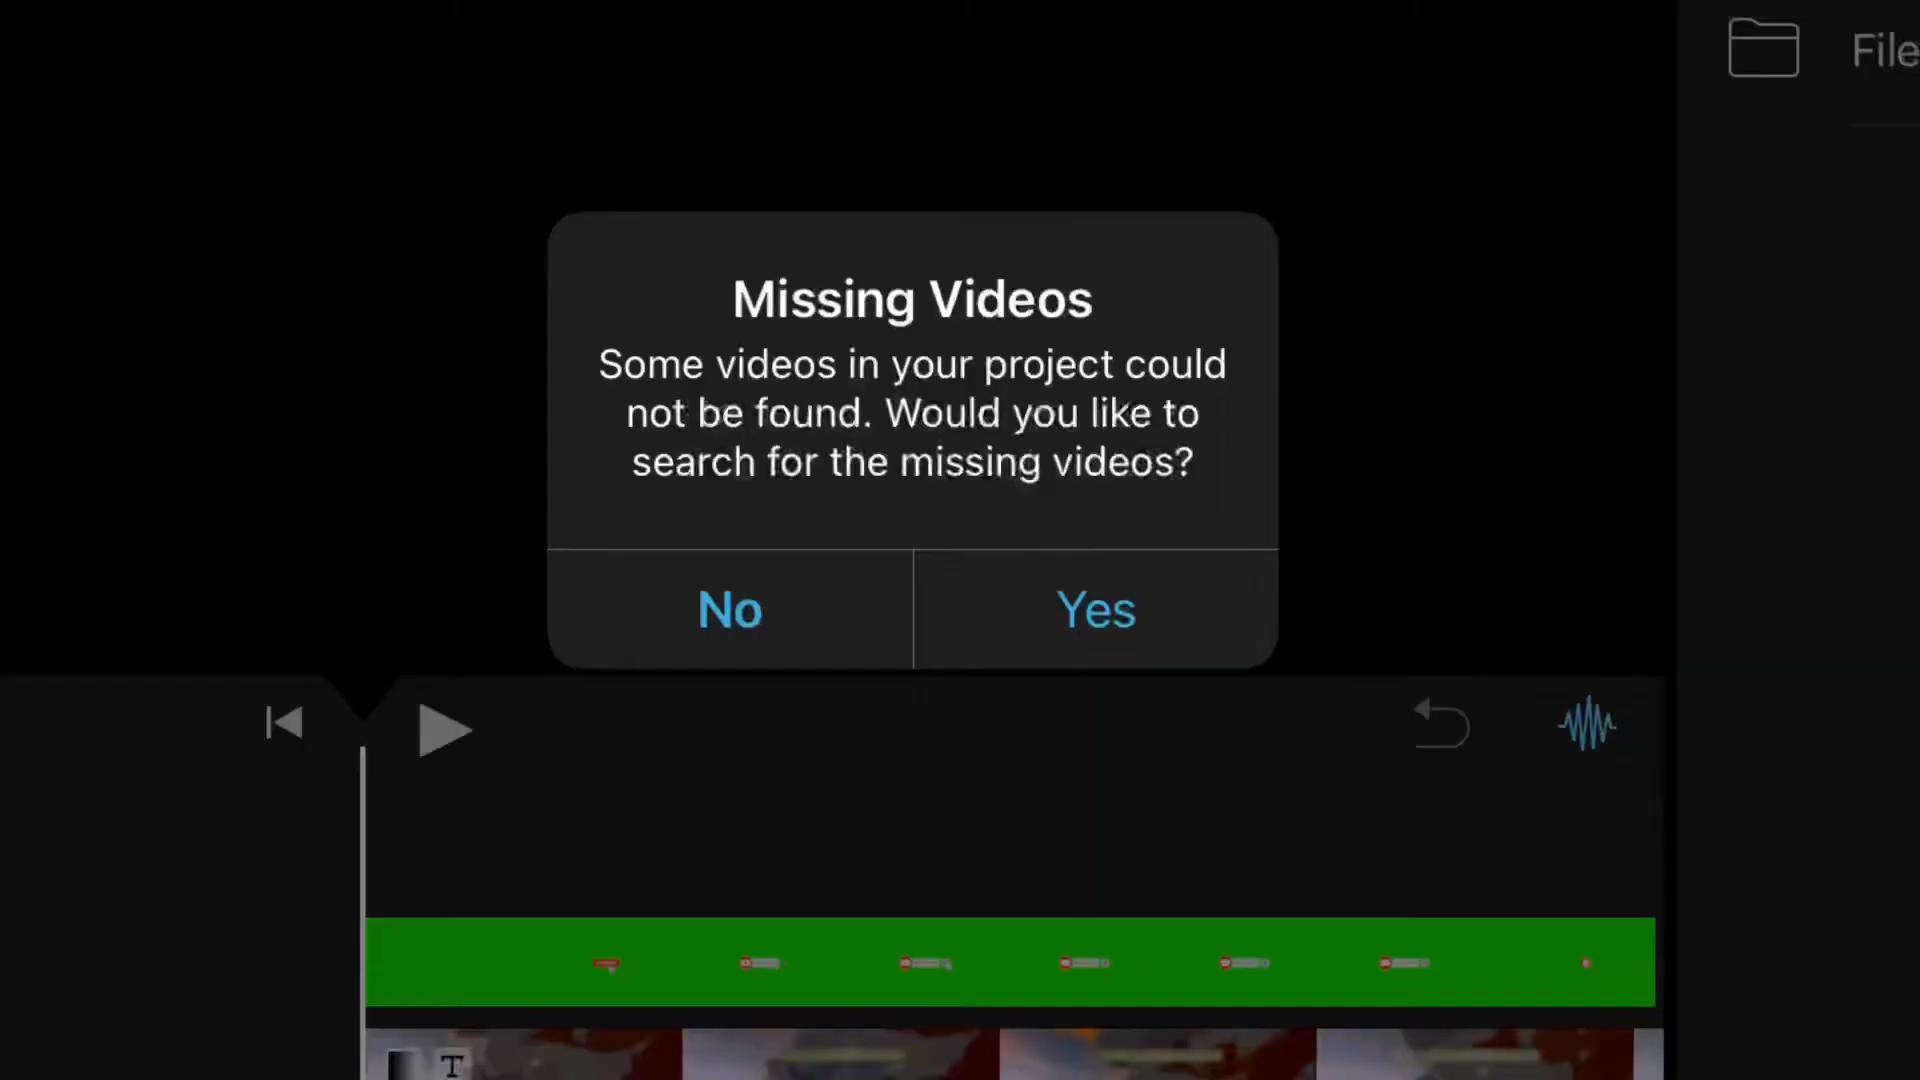 File
Missing Videos
Some videos in your project could
not be found. Would you like to
search for the missing videos?
No
Yes
T